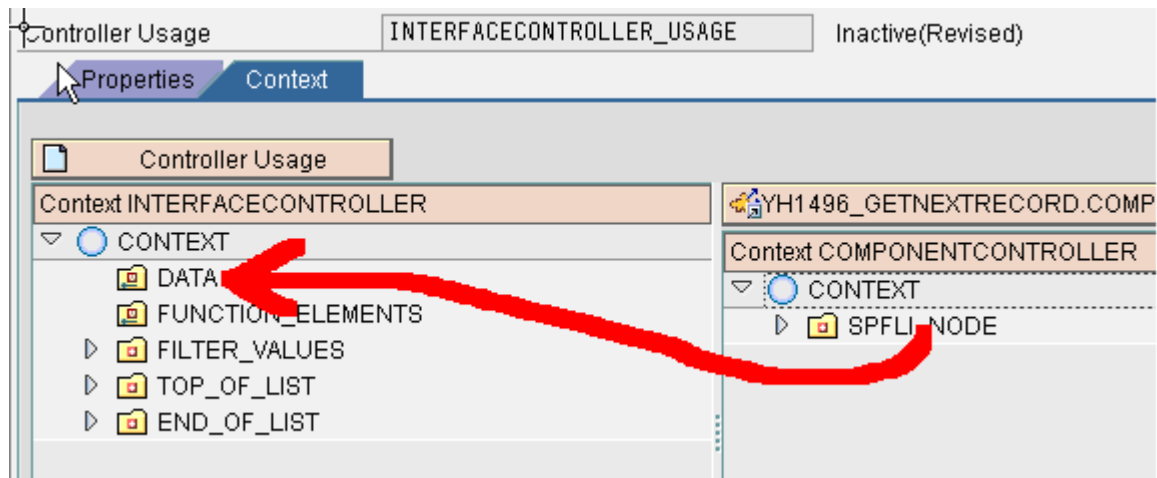 Controller Usage INTERFACECONTROLLER_USAGE Inactive(Revised)
Properties Context
Controller Usage
Context INTERFACECONTROLLER
CONTEXT
DATA
FUNCTION_ELEMENTS
FILTER_VALUES
TOP_OF_LIST
END_OF_LIST
YH1496_GETNEXTRECORD.COMP
Context COMPONENTCONTROLLER
CONTEXT
SPFLI_NODE